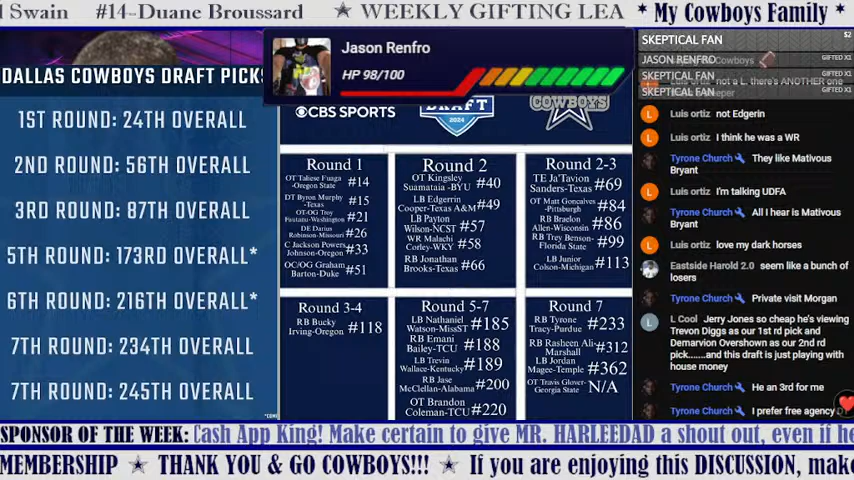 l Swain #14-Duane Broussard ✭ WEEKLY GIFTING LEA * My Cowboys Family *
DALLAS COWBOYS DRAFT PICKS
1ST ROUND: 24TH OVERALL
2ND ROUND: 56TH OVERALL
3RD ROUND: 87TH OVERALL
5TH ROUND: 173RD OVERALL*
6TH ROUND: 216TH OVERALL*
7TH ROUND: 234TH OVERALL
7TH ROUND: 245TH OVERALL
Jason Renfro
HP 98/100
CBS SPORTS
DRAFT
2024
COWBOYS
Round 1
OT Taliese Fuaga
-Oregon State #14
DT Byron Murphy
-Texas #15
OT-OG Troy
Fautanu-Washington #21
DE Darius
Robinson-Missouri #26
C Jackson Powers
Johnson-Oregon #33
OC/OG Graham
Barton-Duke #51
Round 2
OT Kingsley
Suamataia -BYU #40
LB Edgerrin
Cooper-Texas A&M #49
LB Payton
Wilson-NCST #57
WR Malachi
Corley-WKY #58
RB Jonathan
Brooks-Texas #66
Round 2-3
TE Ja'Tavion
Sanders-Texas #69
OT Matt Goncalves
-Pittsburgh #84
RB Braelon
Allen-Wisconsin #86
RB Trey Benson-
Florida State #99
LB Junior
Colson-Michigan #113
Round 3-4
RB Bucky
Irving-Oregon #118
Round 5-7
LB Nathaniel
Watson-MissST #185
RB Emani
Bailey-TCU #188
LB Trevin
Wallace-Kentucky #189
RB Jase
McClellan-Alabama #200
OT Brandon
Coleman-TCU #220
Round 7
RB Tyrone
Tracy-Purdue #233
RB Rasheen Ali-
Marshall #312
LB Jordan
Magee-Temple #362
OT Travis Glover-
Georgia State N/A
$2
SKEPTICAL FAN
JASON RENFRO Cowboys GIFTED X1
SKEPTICAL FAN GIFTED X1
Luis ortiz not a L. there's ANOTHER one
SKEPTICAL FAN GIFTED X1
Luis ortiz not Edgerin
Luis ortiz I think he was a WR
Tyrone Church They like Mativous
Bryant
Luis ortiz I'm talking UDFA
Tyrone Church All I hear is Mativous
Bryant
Luis ortiz love my dark horses
Eastside Harold 2.0 seem like a bunch of
losers
Tyrone Church Private visit Morgan
L Cool Jerry Jones so cheap he's viewing
Trevon Diggs as our 1st rd pick and
Demarvion Overshown as our 2nd
rd pick.....and this draft is just playing with
house money
Tyrone Church He an 3rd for me
Tyrone Church I prefer free agency
SPONSOR OF THE WEEK: Cash App King! Make certain to give MR. HARLEEDAD a shout out, even if he
MEMBERSHIP ✭ THANK YOU & GO COWBOYS!!! ✭ If you are enjoying this DISCUSSION, make